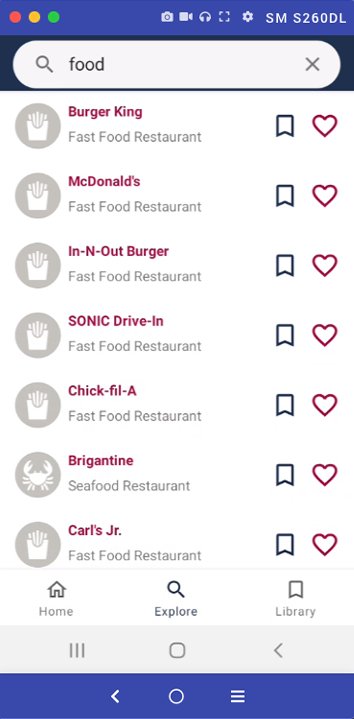 SM S260DL
food
Burger King
Fast Food Restaurant
McDonald's
Fast Food Restaurant
In-N-Out Burger
Fast Food Restaurant
SONIC Drive-In
Fast Food Restaurant
Chick-fil-A
Fast Food Restaurant
Brigantine
Seafood Restaurant
Carl's Jr.
Fast Food Restaurant
Home
Explore
Library